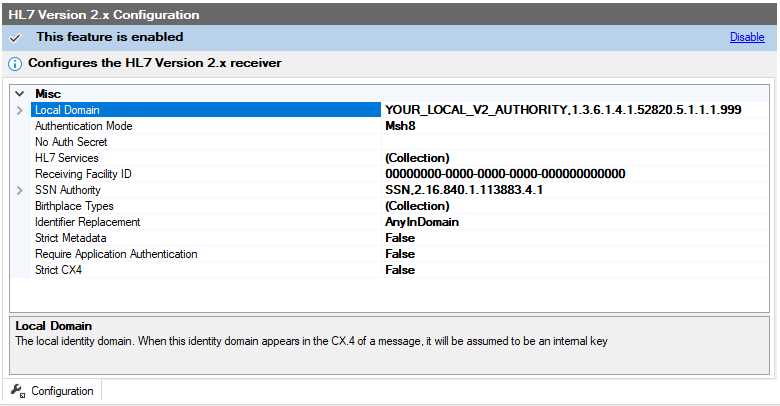 HL7 Version 2.x Configuration
This feature is enabled Disable
Configures the HL7 Version 2.x receiver
Misc
Local Domain YOUR_LOCAL_V2_AUTHORITY,1.3.6.1.4.1.52820.5.1.1.1.999
Authentication Mode Msh8
No Auth Secret
HL7 Services (Collection)
Receiving Facility ID 00000000-0000-0000-0000-000000000000
SSN Authority SSN,2.16.840.1.113883.4.1
Birthplace Types (Collection)
Identifier Replacement AnyInDomain
Strict Metadata False
Require Application Authentication False
Strict CX4 False
Local Domain
The local identity domain. When this identity domain appears in the CX.4 of a message, it will be assumed to be an internal key
Configuration